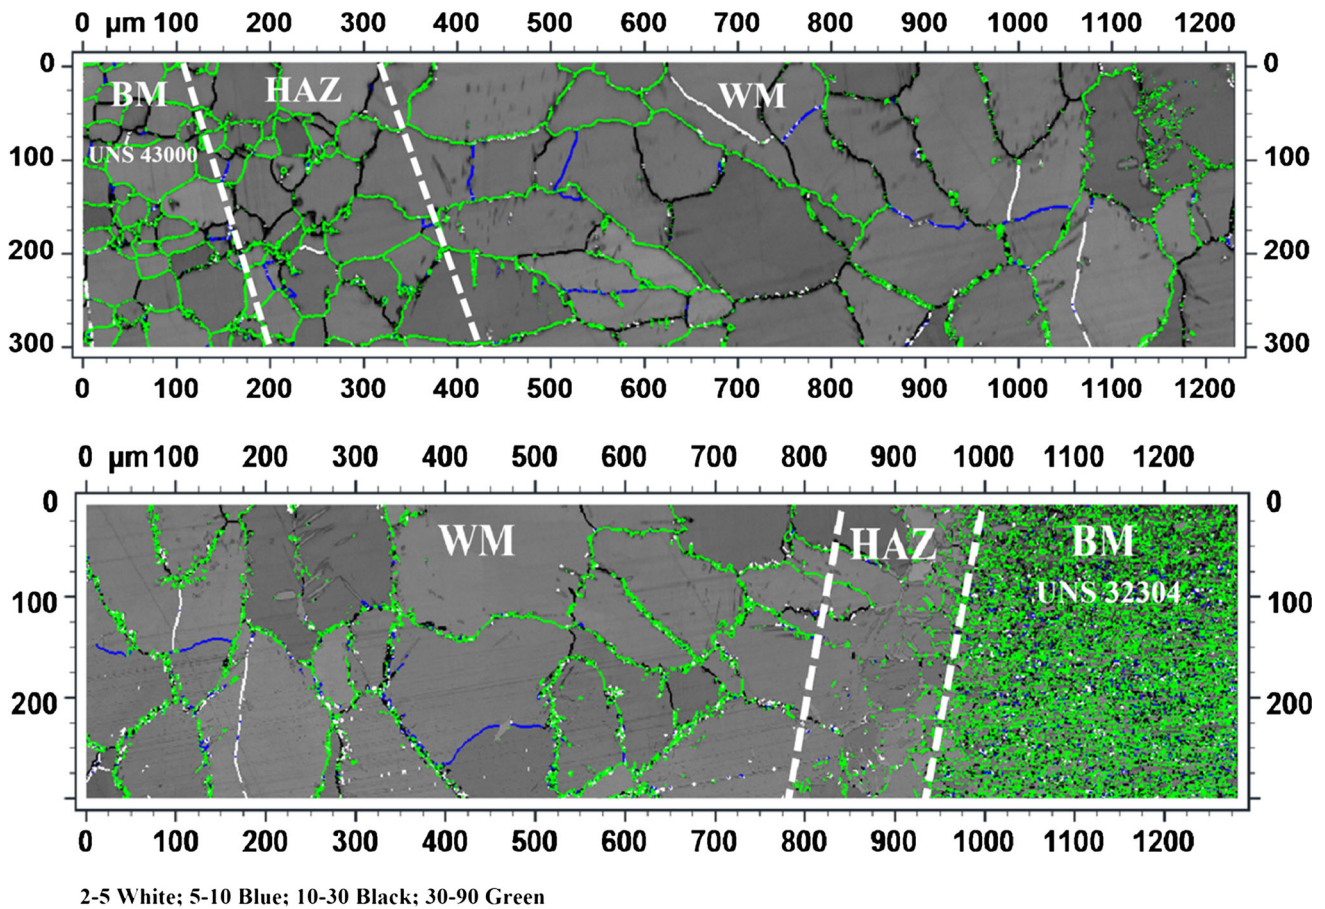 0 µm 100 200 300 400 500 600 700 800 900 1000 1100 1200
0 BM HAZ WM 0
UNS 43000
100 100
200 200
300 300
0 100 200 300 400 500 600 700 800 900 1000 1100 1200
0 µm 100 200 300 400 500 600 700 800 900 1000 1100 1200
0 0
WM HAZ BM
UNS 32304
100 100
200 200
0 100 200 300 400 500 600 700 800 900 1000 1100 1200
2-5 White; 5-10 Blue; 10-30 Black; 30-90 Green